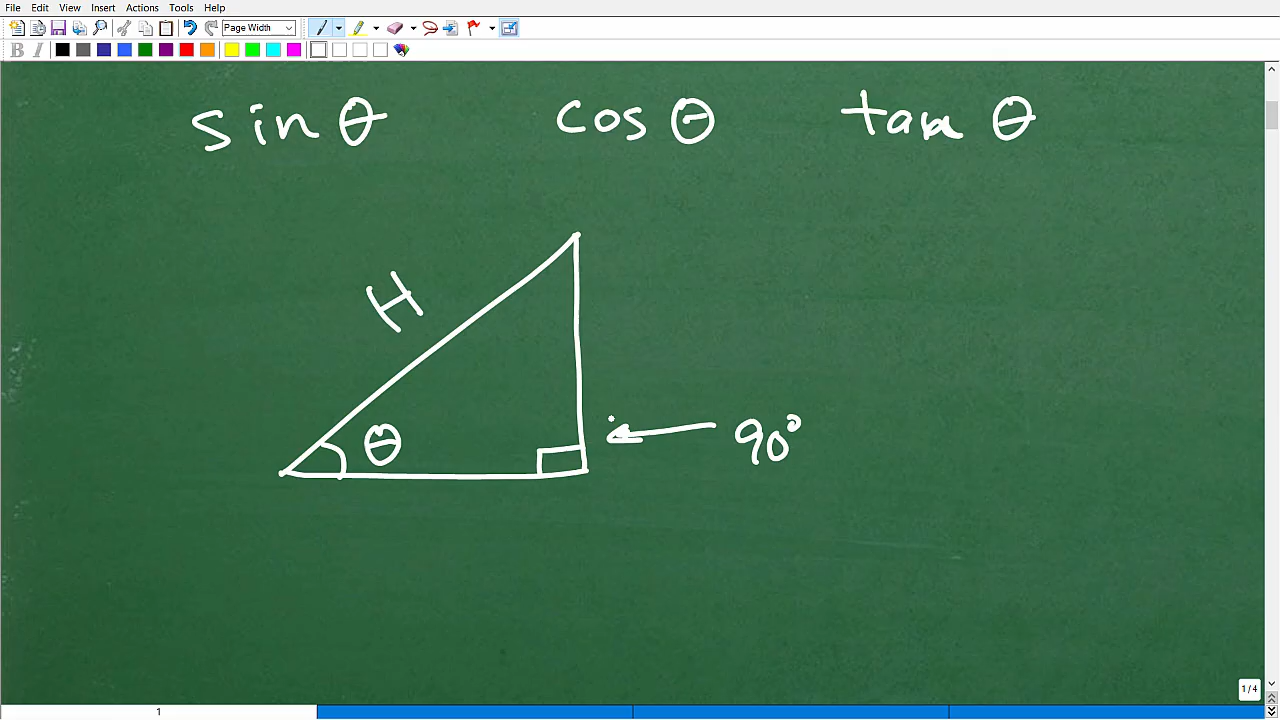 File Edit View Insert Actions Tools Help
Page Width
B I
sin θ cos θ tan θ
H
θ
90°
1/4
1